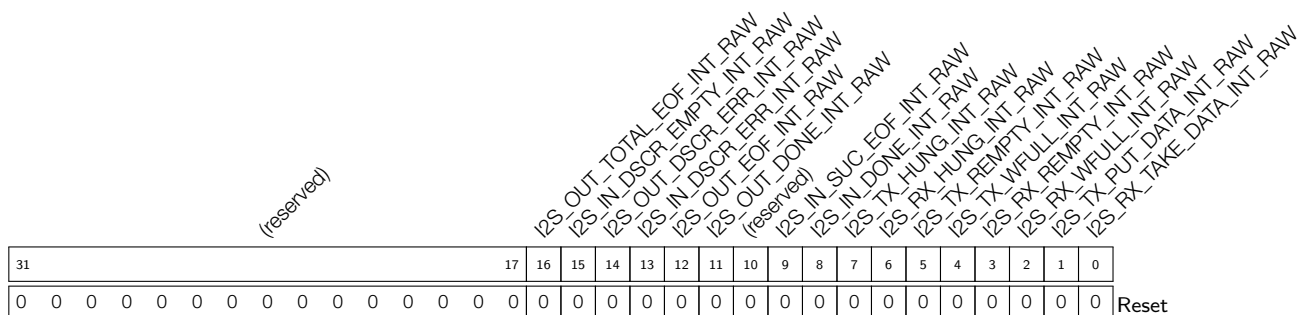 (reserved)
I2S_OUT_TOTAL_EOF_INT_RAW
I2S_IN_DSCR_EMPTY_INT_RAW
I2S_OUT_DSCR_ERR_INT_RAW
I2S_IN_DSCR_ERR_INT_RAW
I2S_OUT_EOF_INT_RAW
I2S_OUT_DONE_INT_RAW
(reserved)
I2S_IN_SUC_EOF_INT_RAW
I2S_IN_DONE_INT_RAW
I2S_TX_HUNG_INT_RAW
I2S_RX_HUNG_INT_RAW
I2S_TX_REMPTY_INT_RAW
I2S_TX_WFULL_INT_RAW
I2S_RX_REMPTY_INT_RAW
I2S_RX_WFULL_INT_RAW
I2S_TX_PUT_DATA_INT_RAW
I2S_RX_TAKE_DATA_INT_RAW
31 17 16 15 14 13 12 11 10 9 8 7 6 5 4 3 2 1 0
0 0 0 0 0 0 0 0 0 0 0 0 0 0 0 0 0 0 0 0 0 0 0 0 0 0 0 0 0 0 0 0 Reset